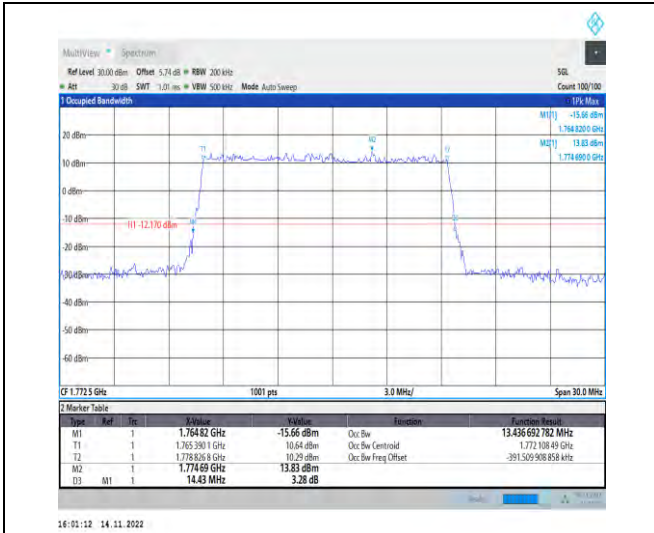 MultiView Spectrum
Ref Level 30.00 dBm Offset 5.74 dB RBW 200 kHz SGL
Att 30 dB SWT 1.01 ms VBW 500 kHz Mode Auto Sweep Count 100/100
1 Occupied Bandwidth 1Pk Max
M1[1] -15.66 dBm
1.764 820 0 GHz
M2[1] 13.83 dBm
1.774 690 0 GHz
20 dBm
T1 M2 T2
10 dBm
0 dBm
-10 dBm
H1 -12.170 dBm M1
-20 dBm
-30 dBm
-40 dBm
-50 dBm
-60 dBm
CF 1.772 5 GHz 1001 pts 3.0 MHz/ Span 30.0 MHz
2 Marker Table
Type Ref Trc X-Value Y-Value Function Function Result
M1 1 1.764 82 GHz -15.66 dBm Occ Bw 13.436 692 782 MHz
T1 1 1.765 390 1 GHz 10.64 dBm Occ Bw Centroid 1.772 108 49 GHz
T2 1 1.778 826 8 GHz 10.29 dBm Occ Bw Freq Offset -391.509 908 858 kHz
M2 1 1.774 69 GHz 13.83 dBm
D3 M1 1 14.43 MHz 3.28 dB
16:01:12 14.11.2022